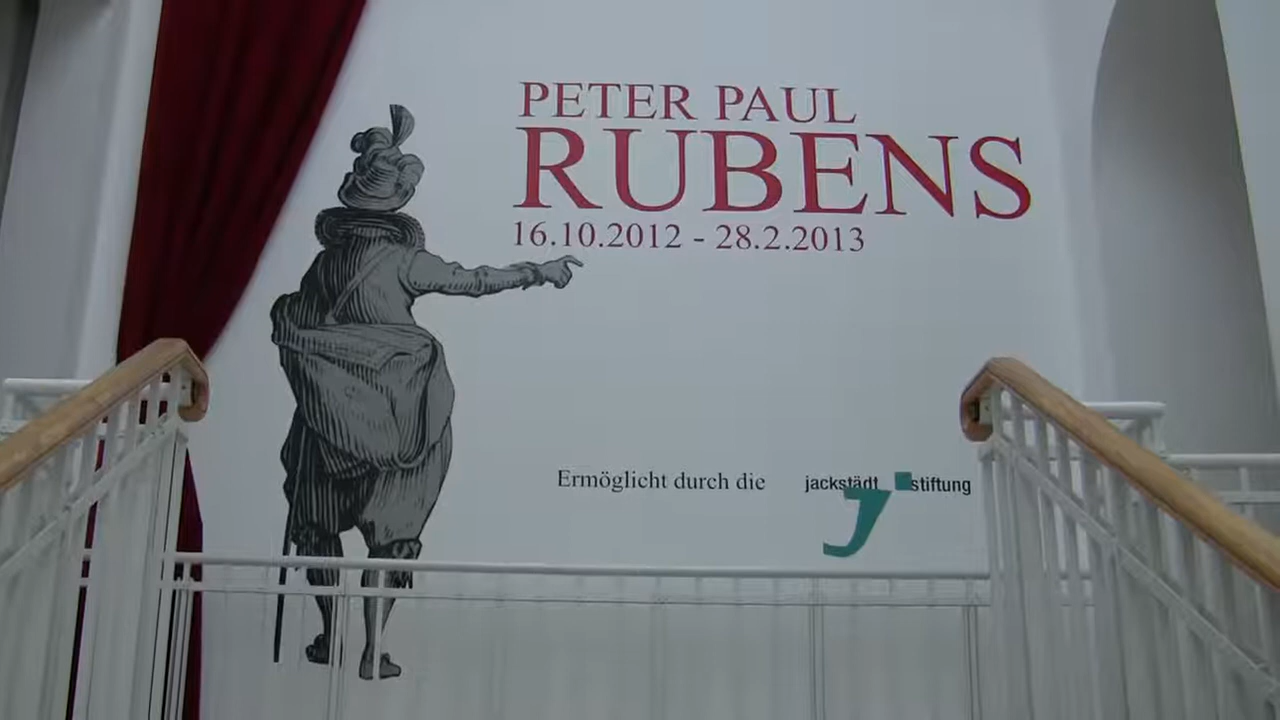 PETER PAUL
RUBENS
16.10.2012 - 28.2.2013
Ermöglicht durch die
jackstädt stiftung